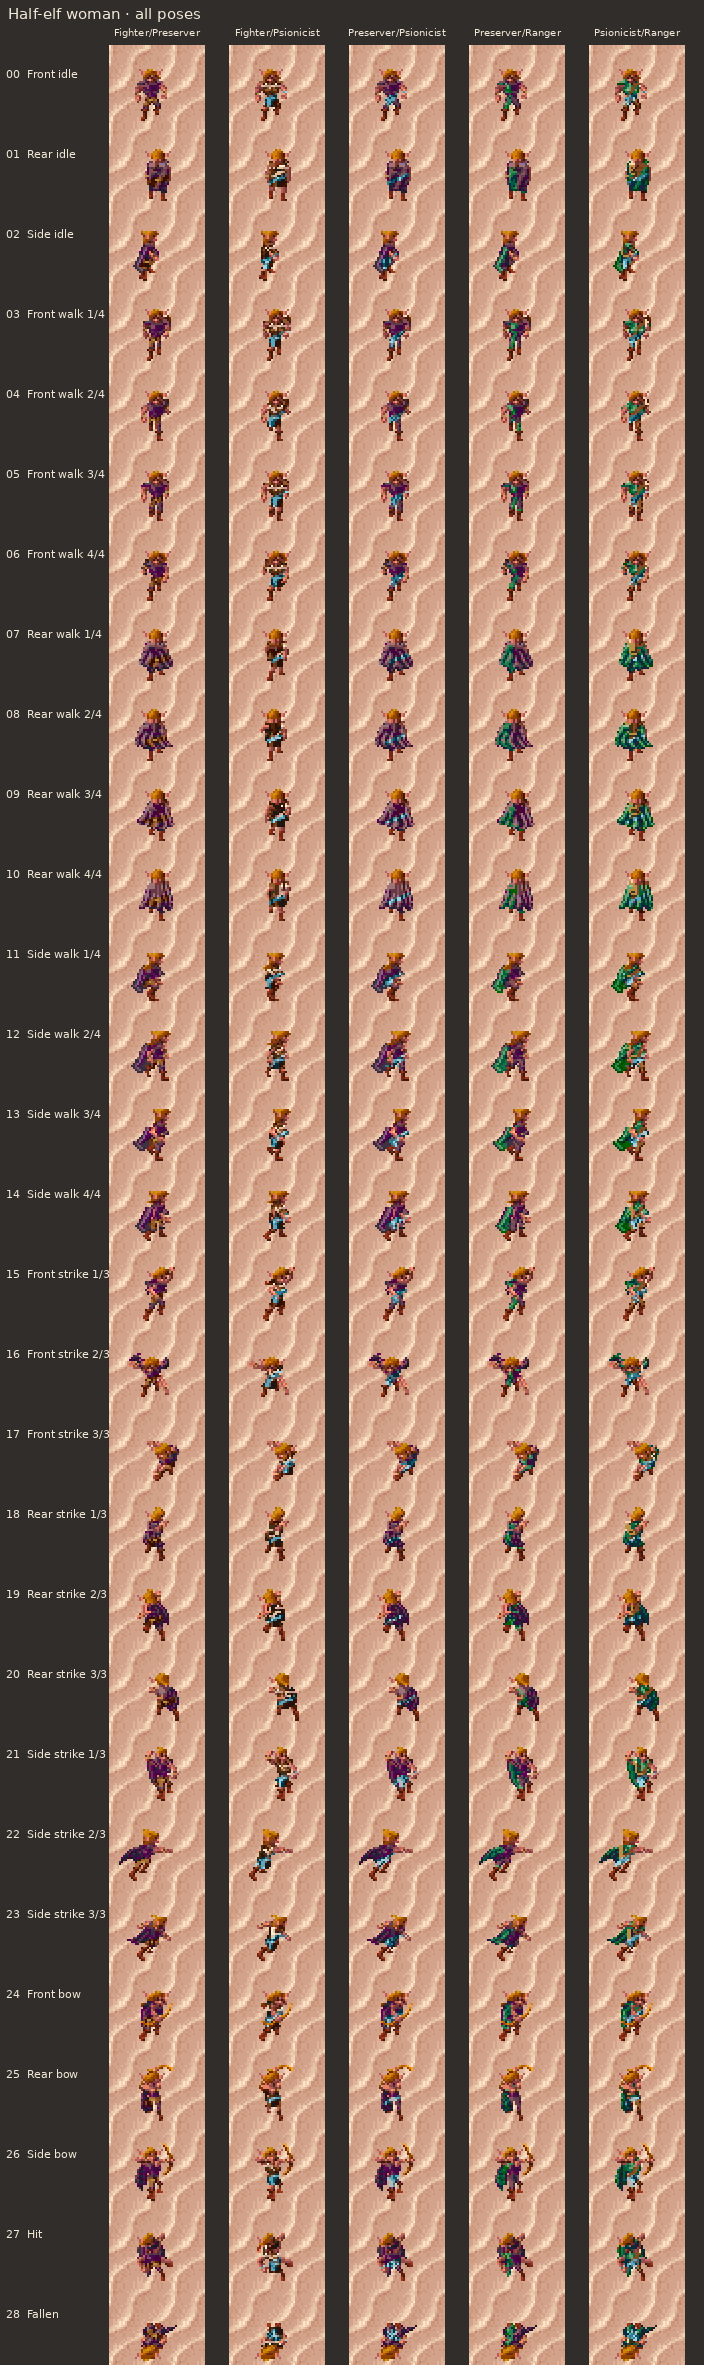 Half-elf woman · all poses
Fighter/Preserver Fighter/Psionicist Preserver/Psionicist Preserver/Ranger Psionicist/Ranger
00 Front idle
01 Rear idle
02 Side idle
03 Front walk 1/4
04 Front walk 2/4
05 Front walk 3/4
06 Front walk 4/4
07 Rear walk 1/4
08 Rear walk 2/4
09 Rear walk 3/4
10 Rear walk 4/4
11 Side walk 1/4
12 Side walk 2/4
13 Side walk 3/4
14 Side walk 4/4
15 Front strike 1/3
16 Front strike 2/3
17 Front strike 3/3
18 Rear strike 1/3
19 Rear strike 2/3
20 Rear strike 3/3
21 Side strike 1/3
22 Side strike 2/3
23 Side strike 3/3
24 Front bow
25 Rear bow
26 Side bow
27 Hit
28 Fallen